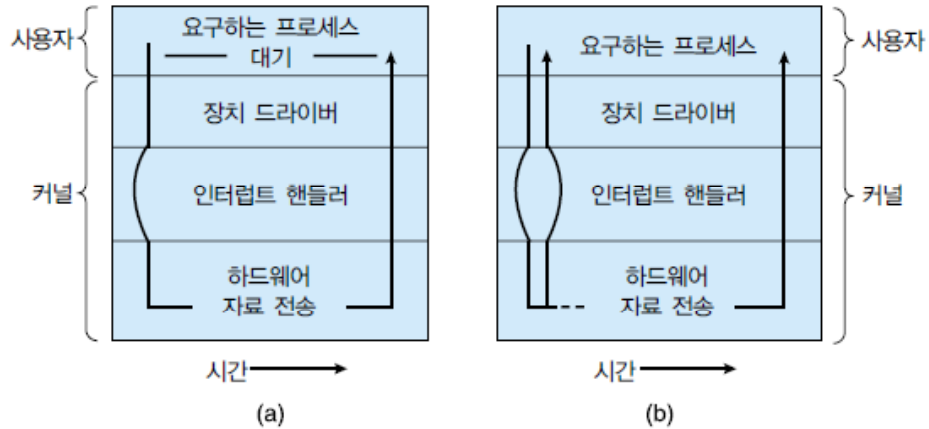 사용자
요구하는 프로세스
대기
장치 드라이버
커널
인터럽트 핸들러
하드웨어
자료 전송
시간
(a)
요구하는 프로세스
사용자
장치 드라이버
인터럽트 핸들러
커널
하드웨어
자료 전송
시간
(b)